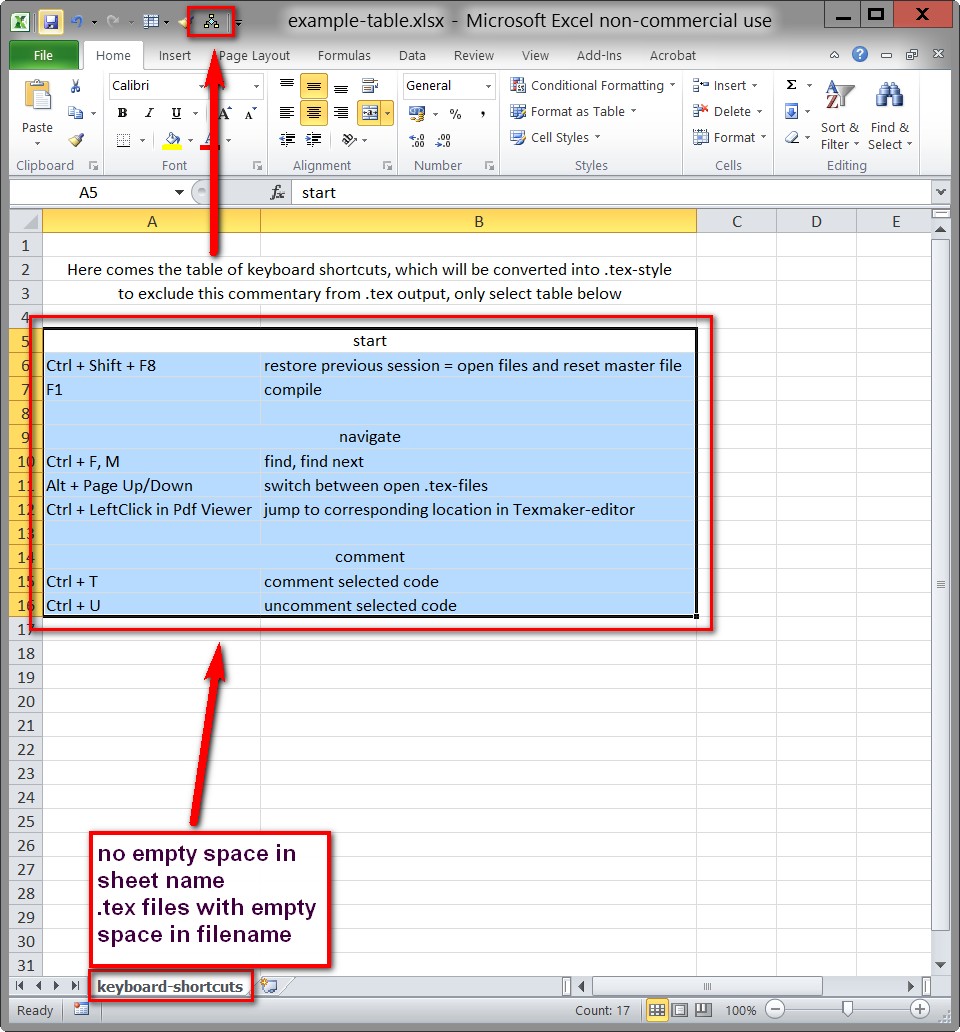 example-table.xlsx - Microsoft Excel non-commercial use
File Home Insert Page Layout Formulas Data Review View Add-Ins Acrobat
Paste
Clipboard
Calibri
B I U A A
A
Font
Alignment
General
% ,
Number
Conditional Formatting
Format as Table
Cell Styles
Styles
Insert
Delete
Format
Cells
Σ
Sort & Filter
Find & Select
Editing
A5 fx start
A B C D E
1
2 Here comes the table of keyboard shortcuts, which will be converted into .tex-style
3 to exclude this commentary from .tex output, only select table below
4
5 start
6 Ctrl + Shift + F8 restore previous session = open files and reset master file
7 F1 compile
8
9 navigate
10 Ctrl + F, M find, find next
11 Alt + Page Up/Down switch between open .tex-files
12 Ctrl + LeftClick in Pdf Viewer jump to corresponding location in Texmaker-editor
13
14 comment
15 Ctrl + T comment selected code
16 Ctrl + U uncomment selected code
17
18
19
20
21
22
23
24
25
26
27
28
29
30
31
no empty space in
sheet name
.tex files with empty
space in filename
keyboard-shortcuts
Ready Count: 17 100%